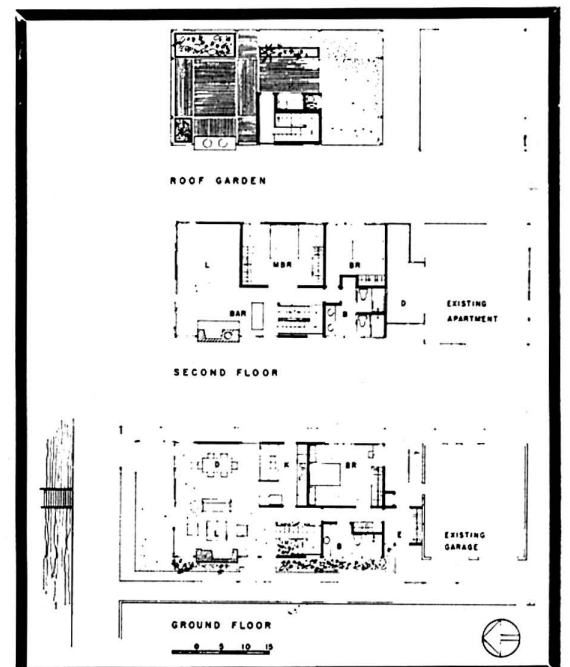 ROOF GARDEN
L
MBR
BR
BAR
B
D
EXISTING
APARTMENT
SECOND FLOOR
D
K
BR
L
B
E
EXISTING
GARAGE
GROUND FLOOR
0 5 10 15